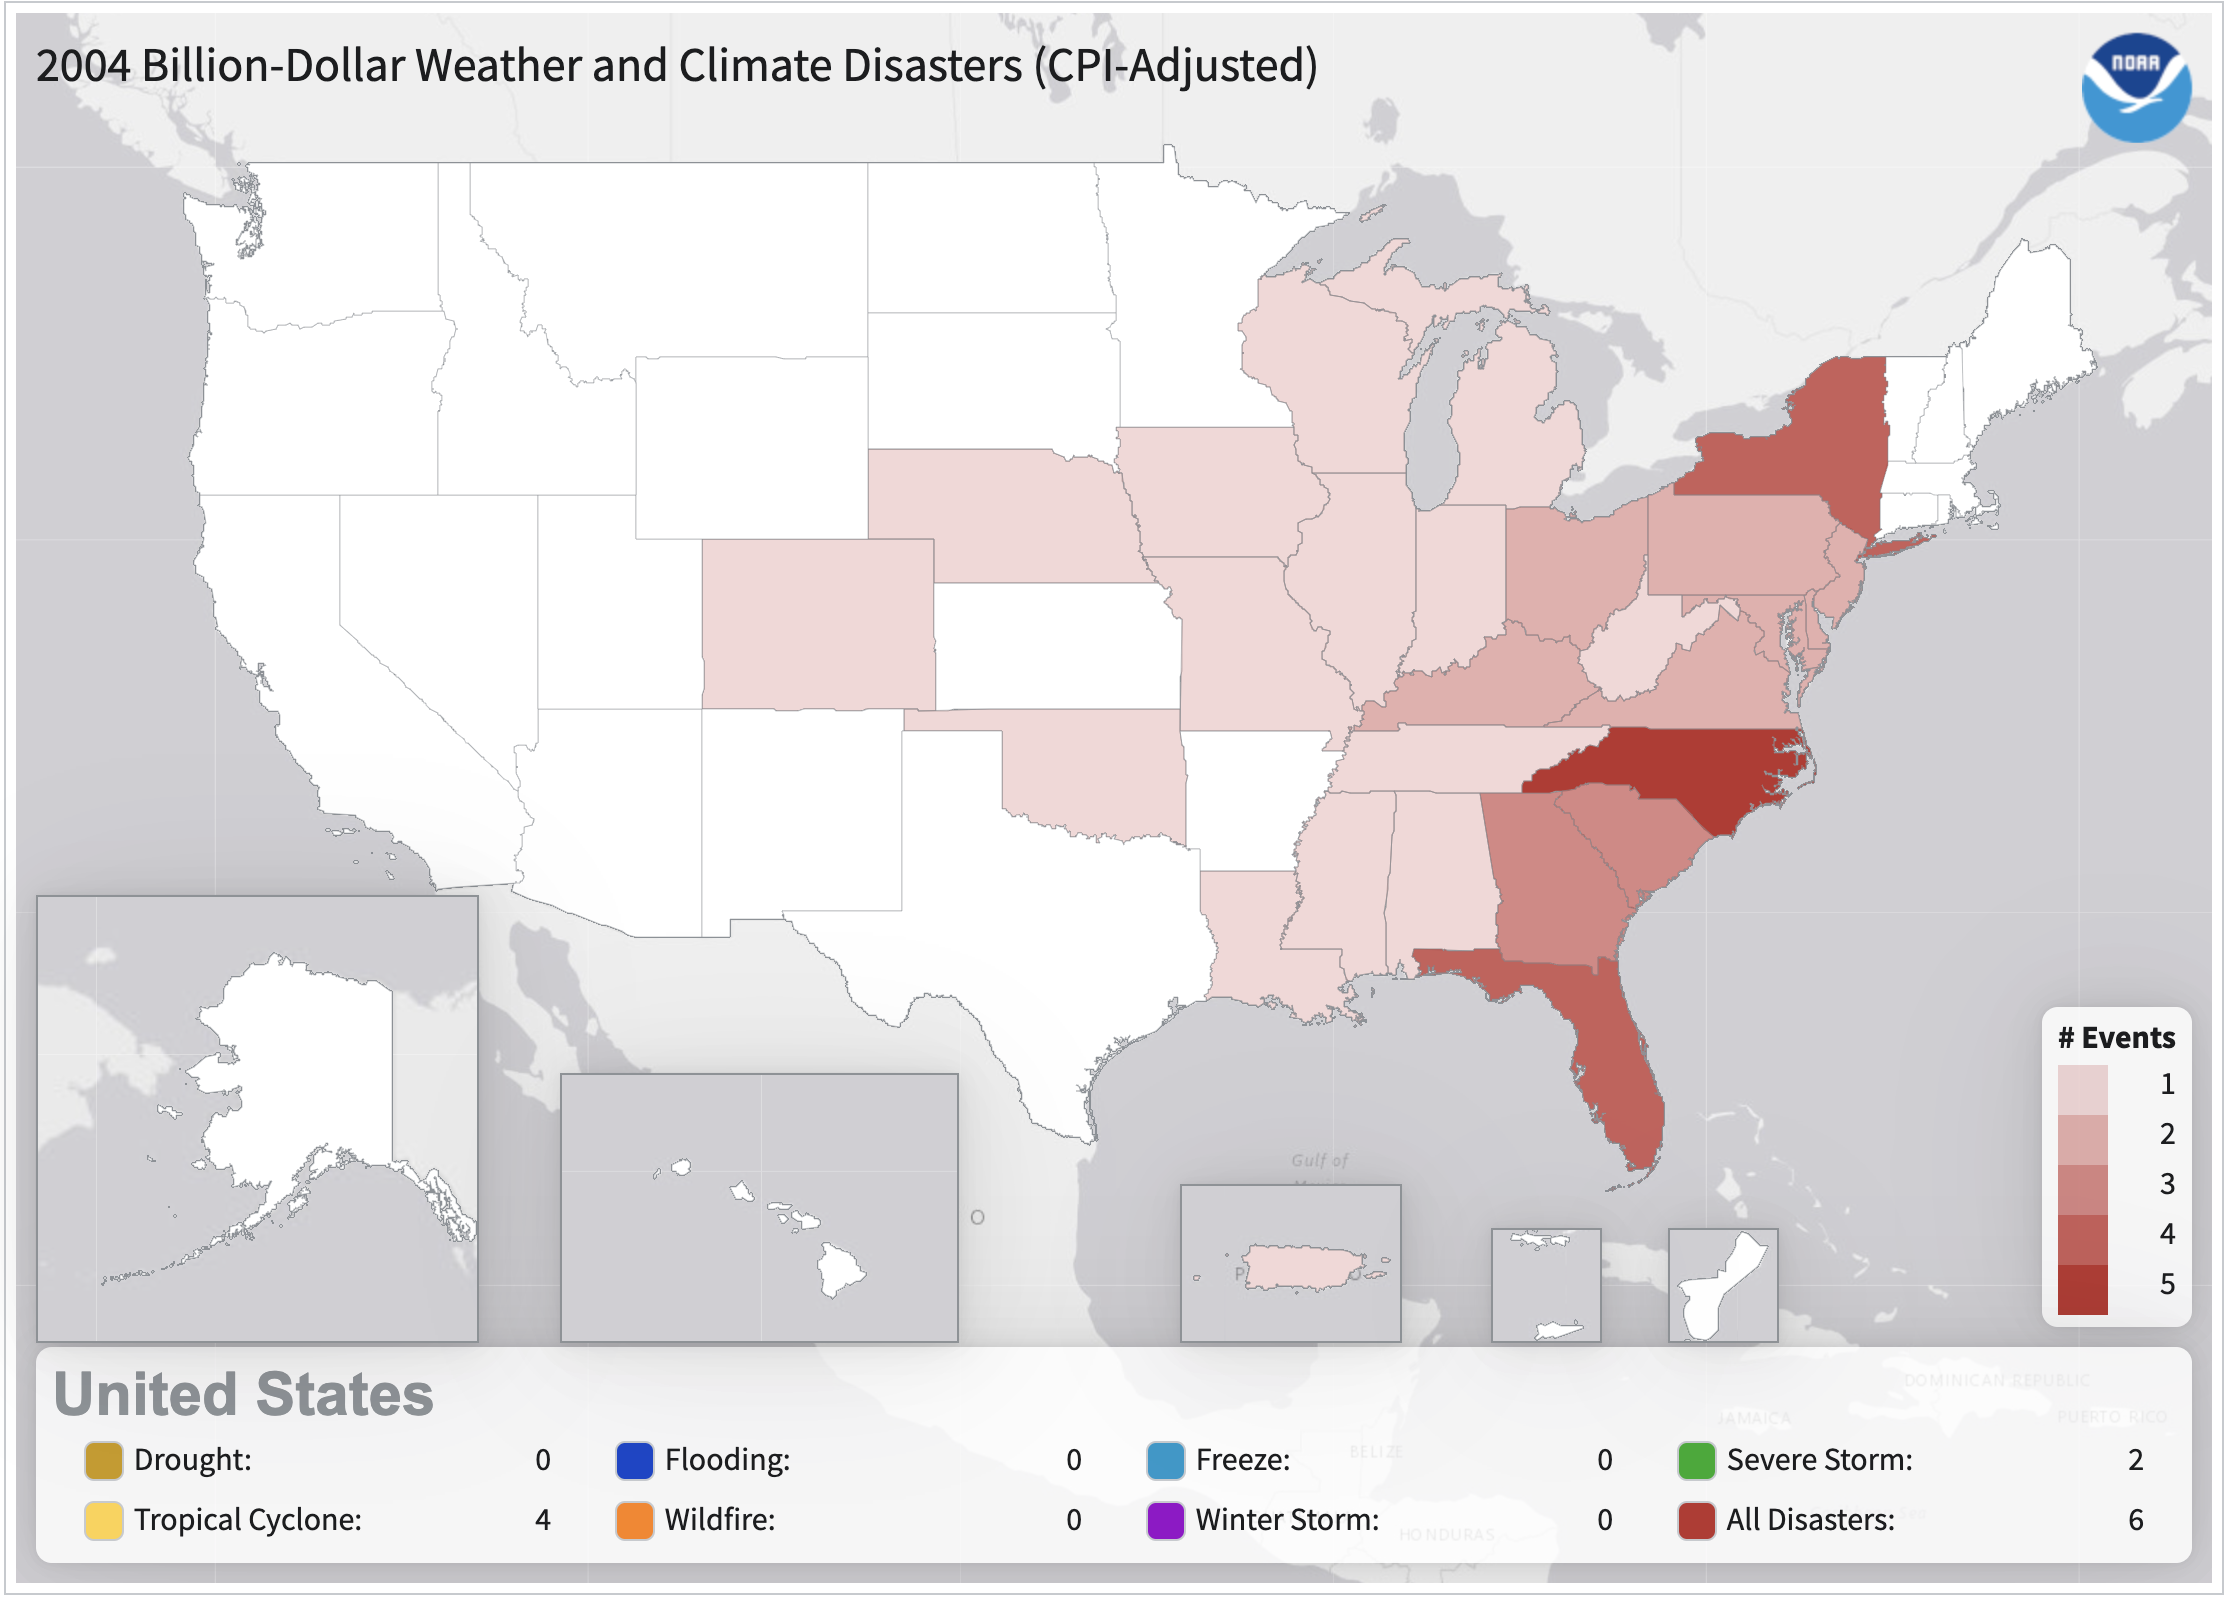 2004 Billion-Dollar Weather and Climate Disasters (CPI-Adjusted)
NOAA
Gulf of
# Events
1
2
3
4
5
O
P O
United States
DOMINICAN REPUBLIC
JAMAICA
PUERTO RICO
BELIZE
HONDURAS
Drought: 0
Flooding: 0
Freeze: 0
Severe Storm: 2
Tropical Cyclone: 4
Wildfire: 0
Winter Storm: 0
All Disasters: 6